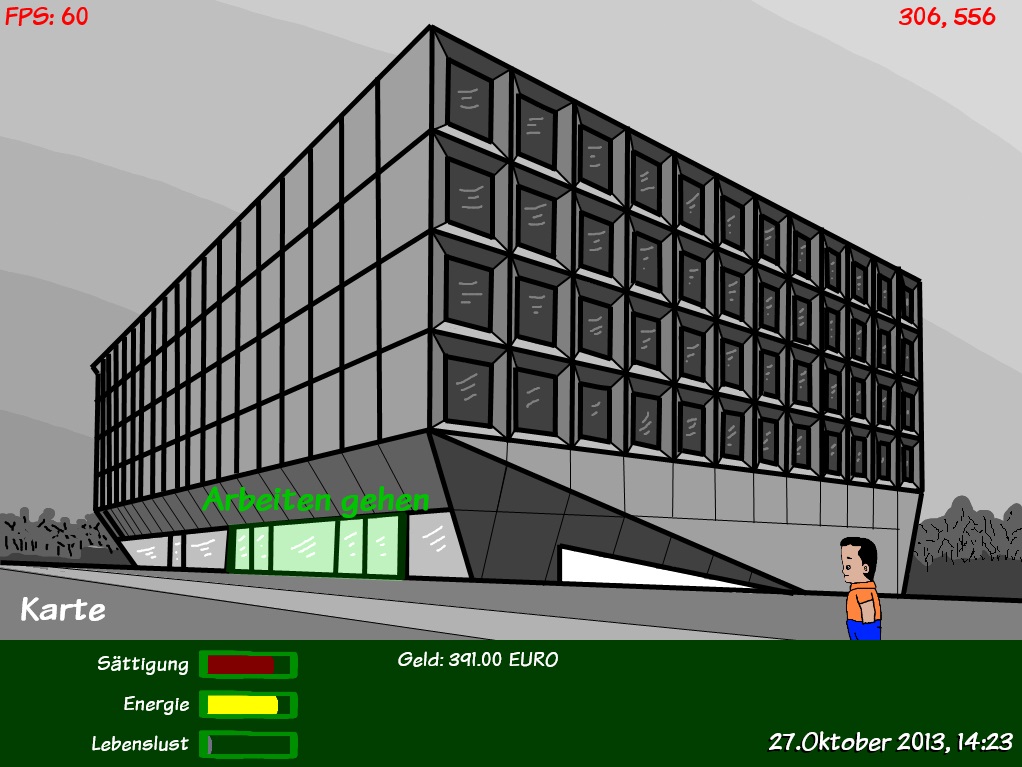 FPS: 60
306, 556
Arbeiten gehen
Karte
Sättigung
Geld: 391.00 EURO
Energie
Lebenslust
27.Oktober 2013, 14:23